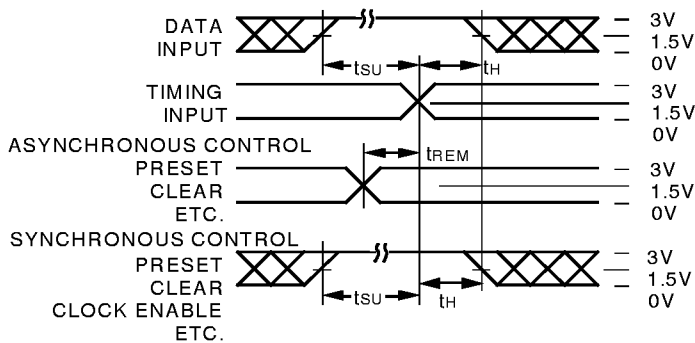 DATA
INPUT
tSU
tH
3V
1.5V
0V
TIMING
INPUT
3V
1.5V
0V
ASYNCHRONOUS CONTROL
PRESET
CLEAR
ETC.
tREM
3V
1.5V
0V
SYNCHRONOUS CONTROL
PRESET
CLEAR
CLOCK ENABLE
ETC.
tSU
tH
3V
1.5V
0V